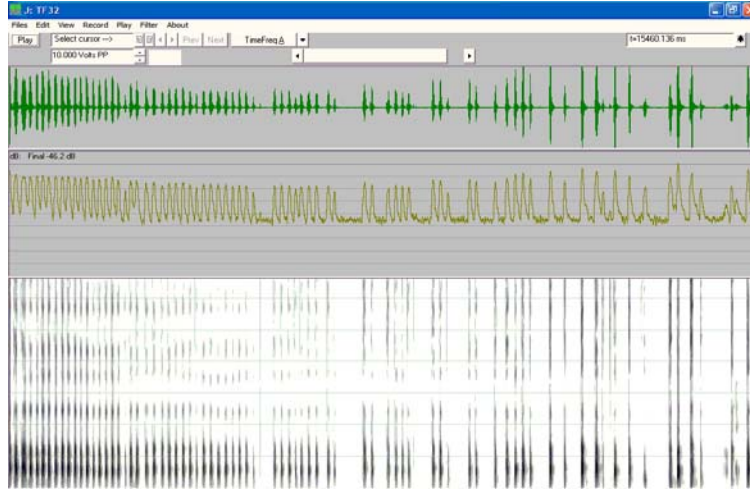 J: TF32
Files Edit View Record Play Filter About
Play Select cursor --> Prev Next TimeFreq A t=15460.136 ms
10.000 Volts PP
dB: Final -46.2 dB